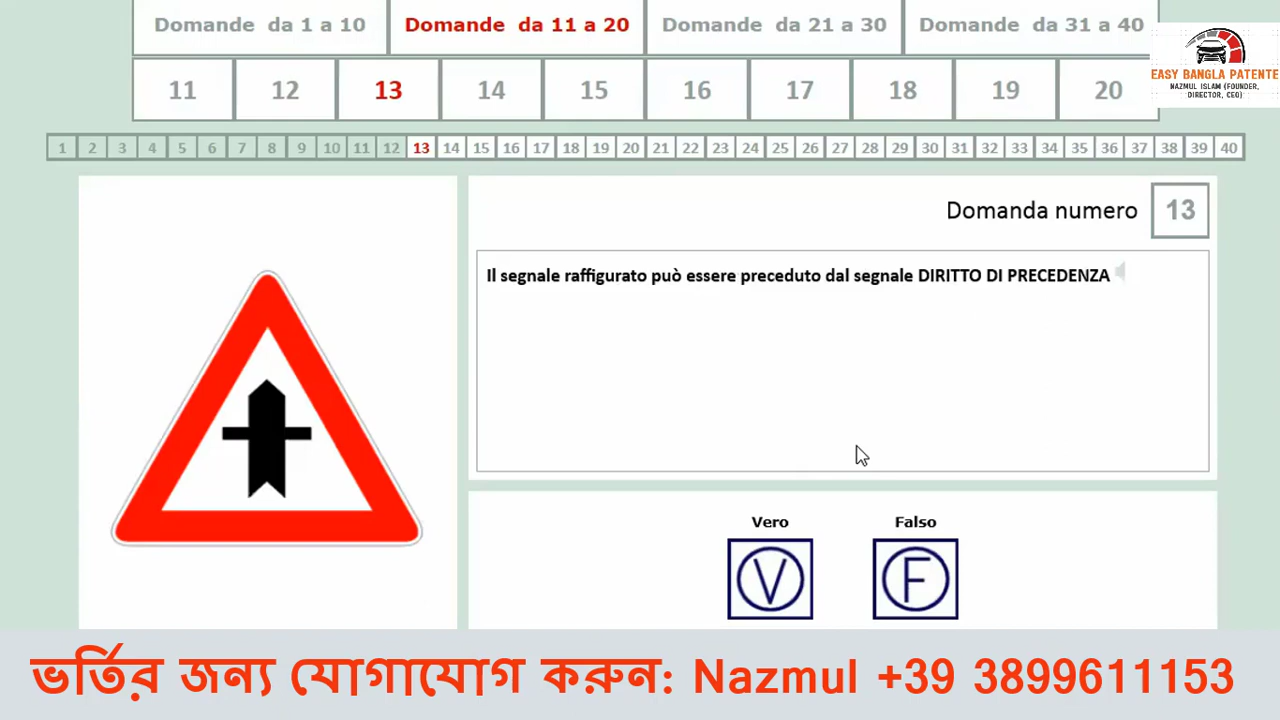 Domande da 1 a 10 Domande da 11 a 20 Domande da 21 a 30 Domande da 31 a 40
11 12 13 14 15 16 17 18 19 20
EASY BANGLA PATENTE
NAZMUL ISLAM (FOUNDER,
DIRECTOR, CEO)
1 2 3 4 5 6 7 8 9 10 11 12 13 14 15 16 17 18 19 20 21 22 23 24 25 26 27 28 29 30 31 32 33 34 35 36 37 38 39 40
Domanda numero 13
Il segnale raffigurato può essere preceduto dal segnale DIRITTO DI PRECEDENZA
Vero Falso
V F
ভর্তির জন্য যোগাযোগ করুন: Nazmul +39 3899611153